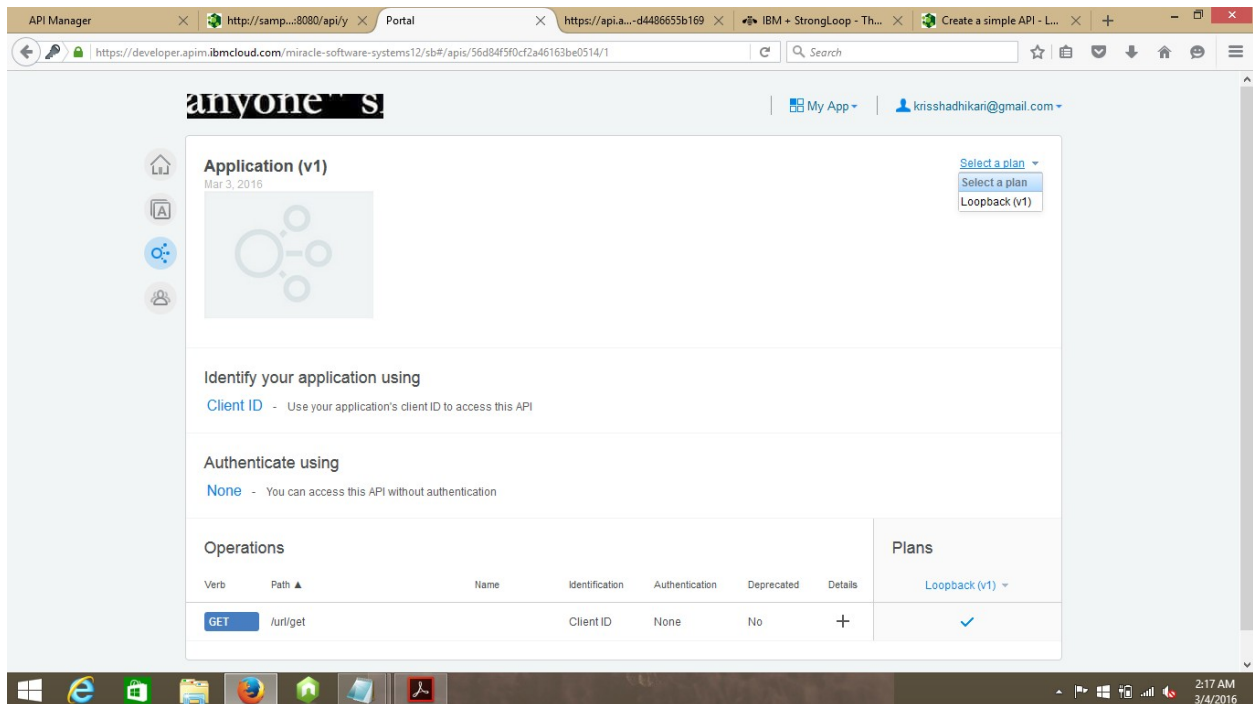 API Manager
http://samp...:8080/api/y
Portal
https://api.a...-d4486655b169
IBM + StrongLoop - Th...
Create a simple API - L...
https://developer.apim.ibmcloud.com/miracle-software-systems12/sb#/apis/56d84f5f0cf2a46163be0514/1
Search
anyone" s
My App
krisshadhikari@gmail.com
Application (v1)
Mar 3, 2016
Select a plan
Select a plan
Loopback (v1)
A
Identify your application using
Client ID - Use your application's client ID to access this API
Authenticate using
None - You can access this API without authentication
Operations
Plans
Verb Path ▲ Name Identification Authentication Deprecated Details Loopback (v1)
GET /url/get Client ID None No +
2:17 AM
3/4/2016